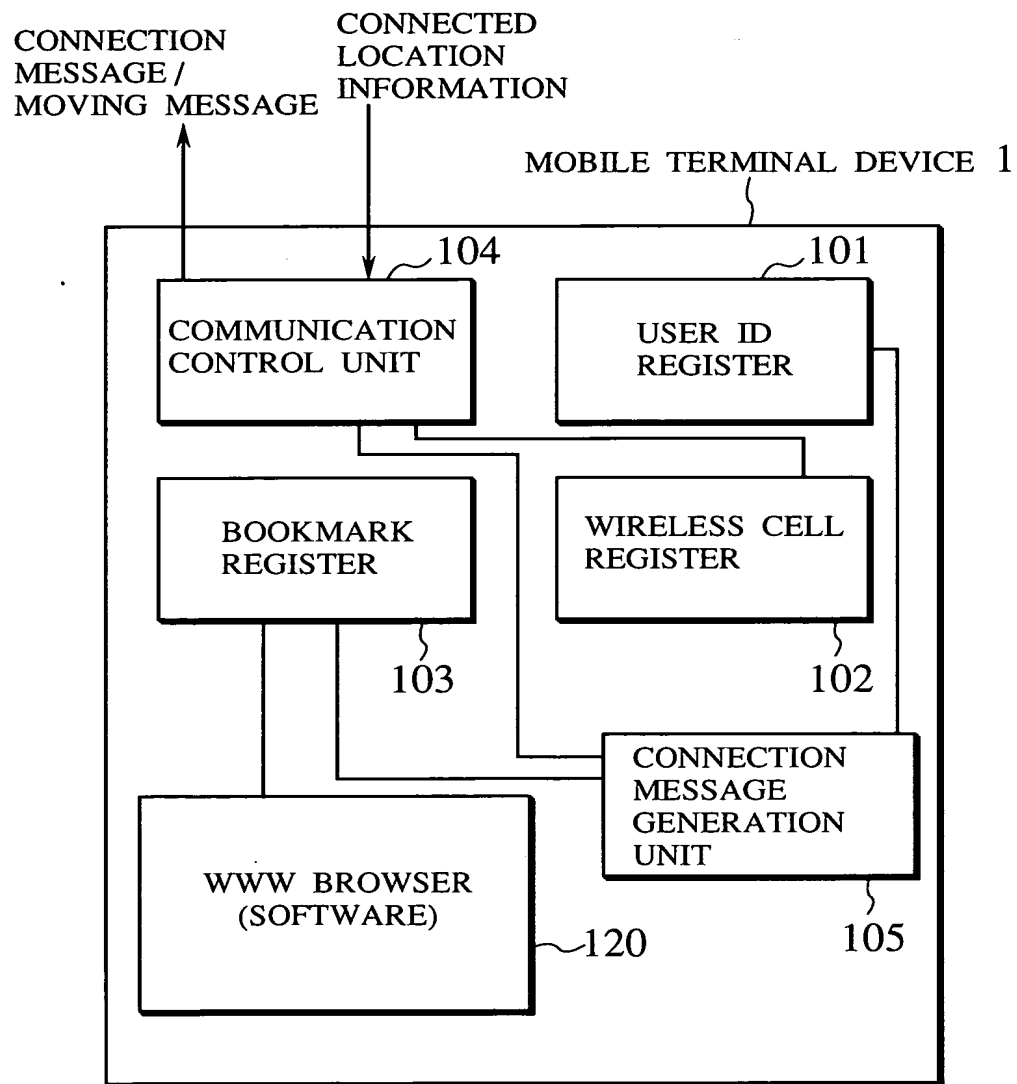 CONNECTION
MESSAGE /
MOVING MESSAGE
CONNECTED
LOCATION
INFORMATION
MOBILE TERMINAL DEVICE 1
104
COMMUNICATION
CONTROL UNIT
101
USER ID
REGISTER
BOOKMARK
REGISTER
103
WIRELESS CELL
REGISTER
102
CONNECTION
MESSAGE
GENERATION
UNIT
105
WWW BROWSER
(SOFTWARE)
120